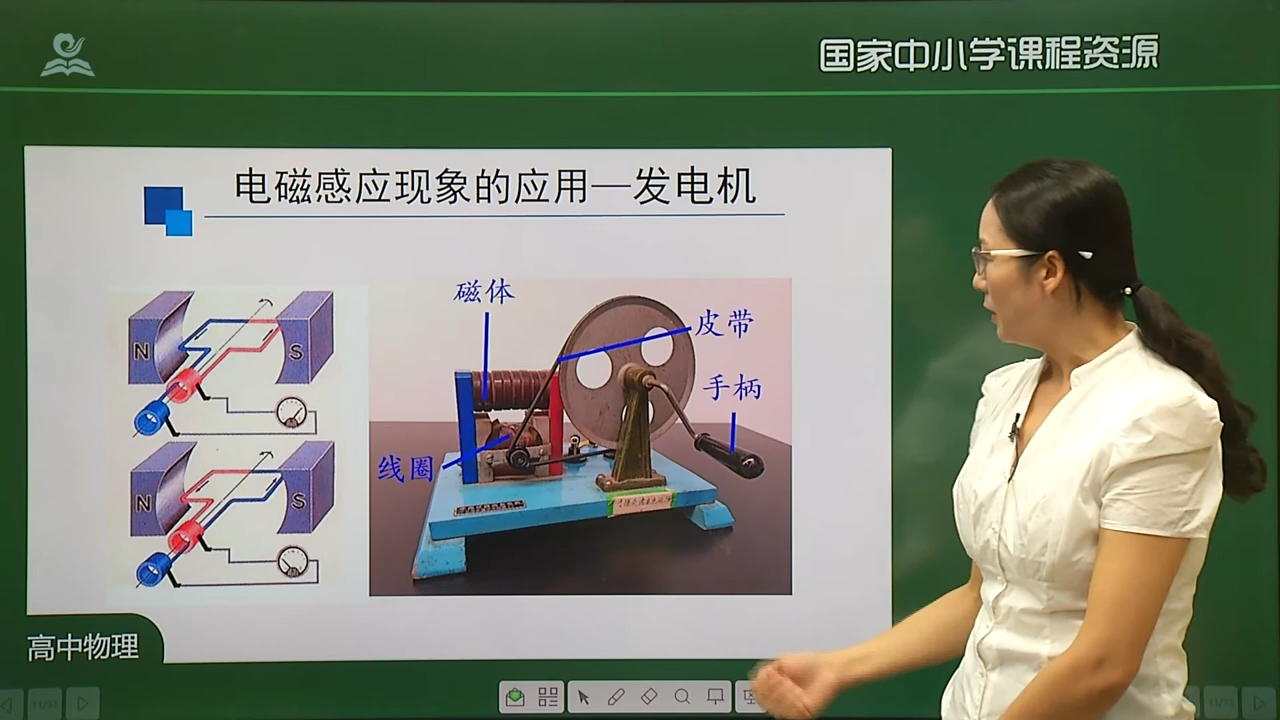 国家中小学课程资源
电磁感应现象的应用—发电机
磁体
皮带
手柄
线圈
N
S
N
S
高中物理